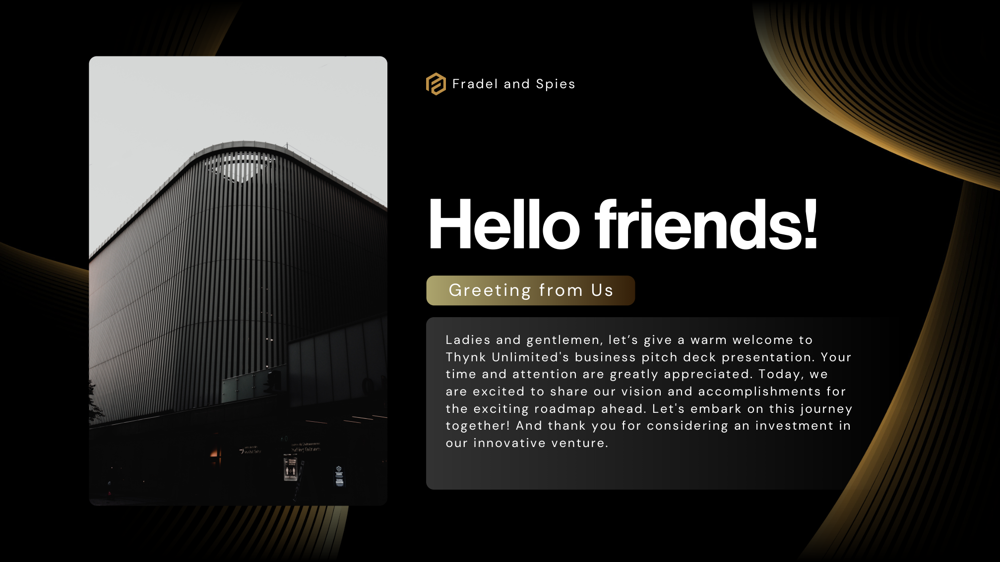 Fradel and Spies
Hello friends!
Greeting from Us
Ladies and gentlemen, let’s give a warm welcome to
Thynk Unlimited's business pitch deck presentation. Your
time and attention are greatly appreciated. Today, we
are excited to share our vision and accomplishments for
the exciting roadmap ahead. Let's embark on this journey
together! And thank you for considering an investment in
our innovative venture.